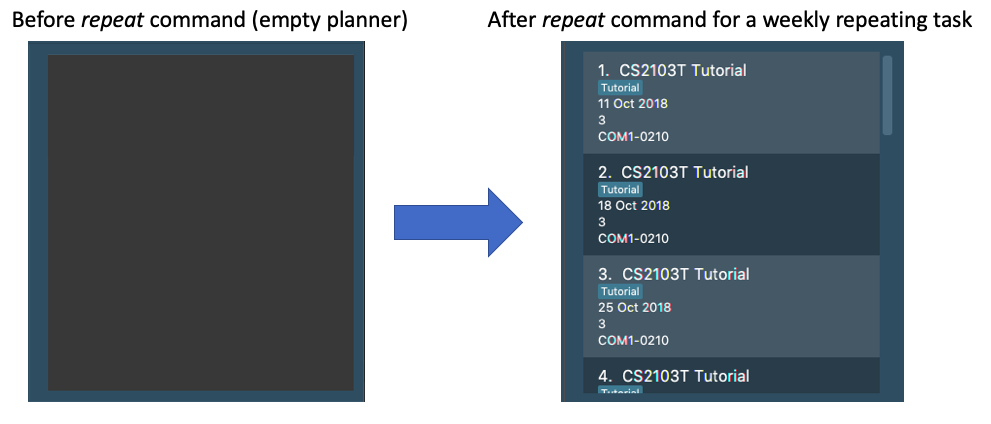 Before repeat command (empty planner)
After repeat command for a weekly repeating task
1. CS2103T Tutorial
Tutorial
11 Oct 2018
3
COM1-0210
2. CS2103T Tutorial
Tutorial
18 Oct 2018
3
COM1-0210
3. CS2103T Tutorial
Tutorial
25 Oct 2018
3
COM1-0210
4. CS2103T Tutorial
Tutorial